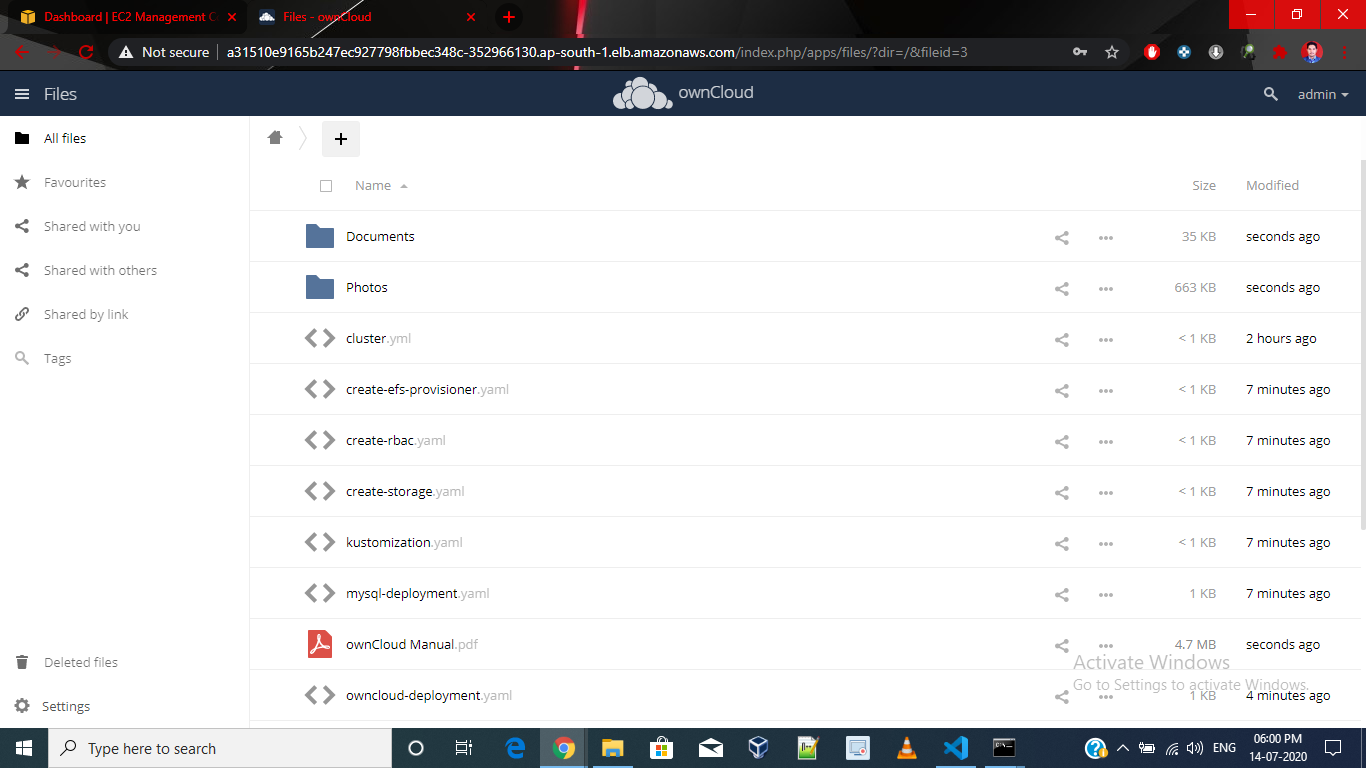 Dashboard | EC2 Management C
Files - ownCloud
Not secure
a31510e9165b247ec927798fbbec348c-352966130.ap-south-1.elb.amazonaws.com/index.php/apps/files/?dir=/&fileid=3
Files
ownCloud
admin
All files
Favourites
Shared with you
Shared with others
Shared by link
Tags
Deleted files
Settings
+
Name Size Modified
Documents 35 KB seconds ago
Photos 663 KB seconds ago
cluster.yml < 1 KB 2 hours ago
create-efs-provisioner.yaml < 1 KB 7 minutes ago
create-rbac.yaml < 1 KB 7 minutes ago
create-storage.yaml < 1 KB 7 minutes ago
kustomization.yaml < 1 KB 7 minutes ago
mysql-deployment.yaml 1 KB 7 minutes ago
ownCloud Manual.pdf 4.7 MB seconds ago
owncloud-deployment.yaml 1 KB 4 minutes ago
Activate Windows
Go to Settings to activate Windows.
Type here to search
ENG
06:00 PM
14-07-2020